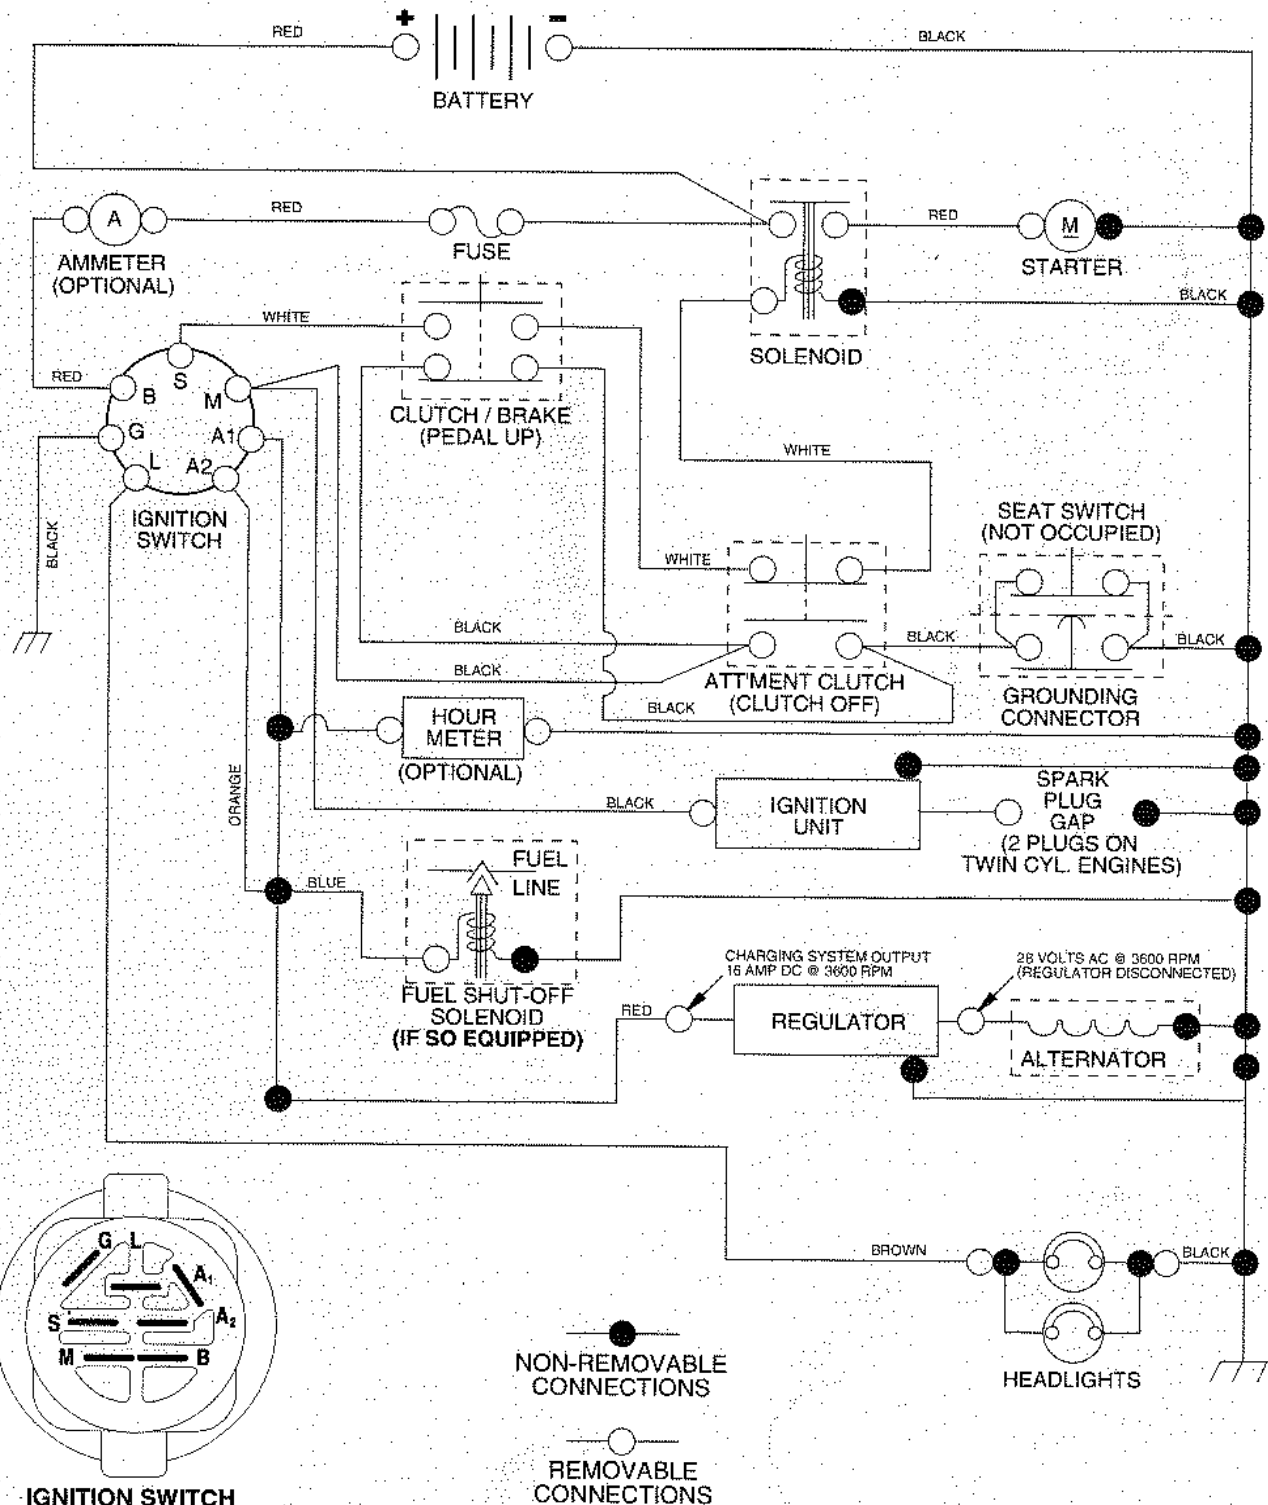 + -
RED
BLACK
BATTERY
A
RED
RED
M
FUSE
AMMETER
(OPTIONAL)
STARTER
BLACK
WHITE
SOLENOID
RED
S
B
M
G
A1
L
A2
CLUTCH / BRAKE
(PEDAL UP)
WHITE
IGNITION
SWITCH
BLACK
SEAT SWITCH
(NOT OCCUPIED)
WHITE
BLACK
BLACK
BLACK
BLACK
ATT'MENT CLUTCH
(CLUTCH OFF)
GROUNDING
CONNECTOR
BLACK
HOUR
METER
(OPTIONAL)
ORANGE
BLACK
IGNITION
UNIT
SPARK
PLUG
GAP
(2 PLUGS ON
TWIN CYL. ENGINES)
FUEL
LINE
BLUE
FUEL SHUT-OFF
SOLENOID
(IF SO EQUIPPED)
CHARGING SYSTEM OUTPUT
16 AMP DC @ 3600 RPM
28 VOLTS AC @ 3600 RPM
(REGULATOR DISCONNECTED)
RED
REGULATOR
ALTERNATOR
BROWN
BLACK
HEADLIGHTS
G L
A1
S
A2
M
B
IGNITION SWITCH
NON-REMOVABLE
CONNECTIONS
REMOVABLE
CONNECTIONS